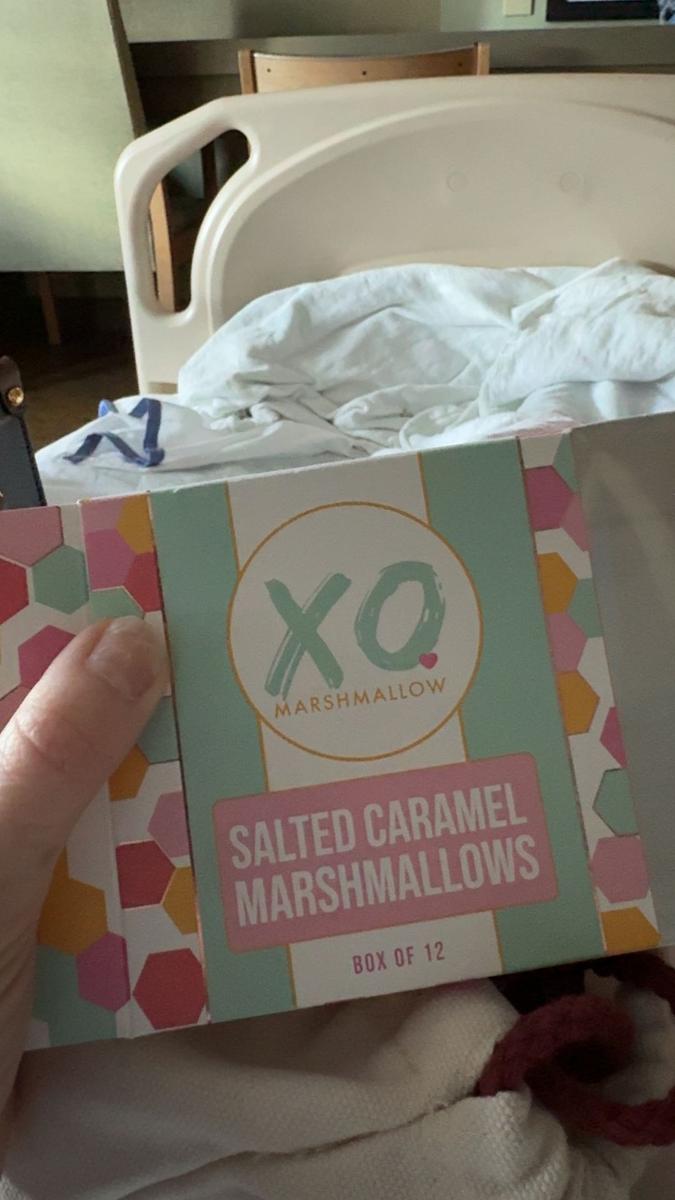 XO
MARSHMALLOW
SALTED CARAMEL
MARSHMALLOWS
BOX OF 12